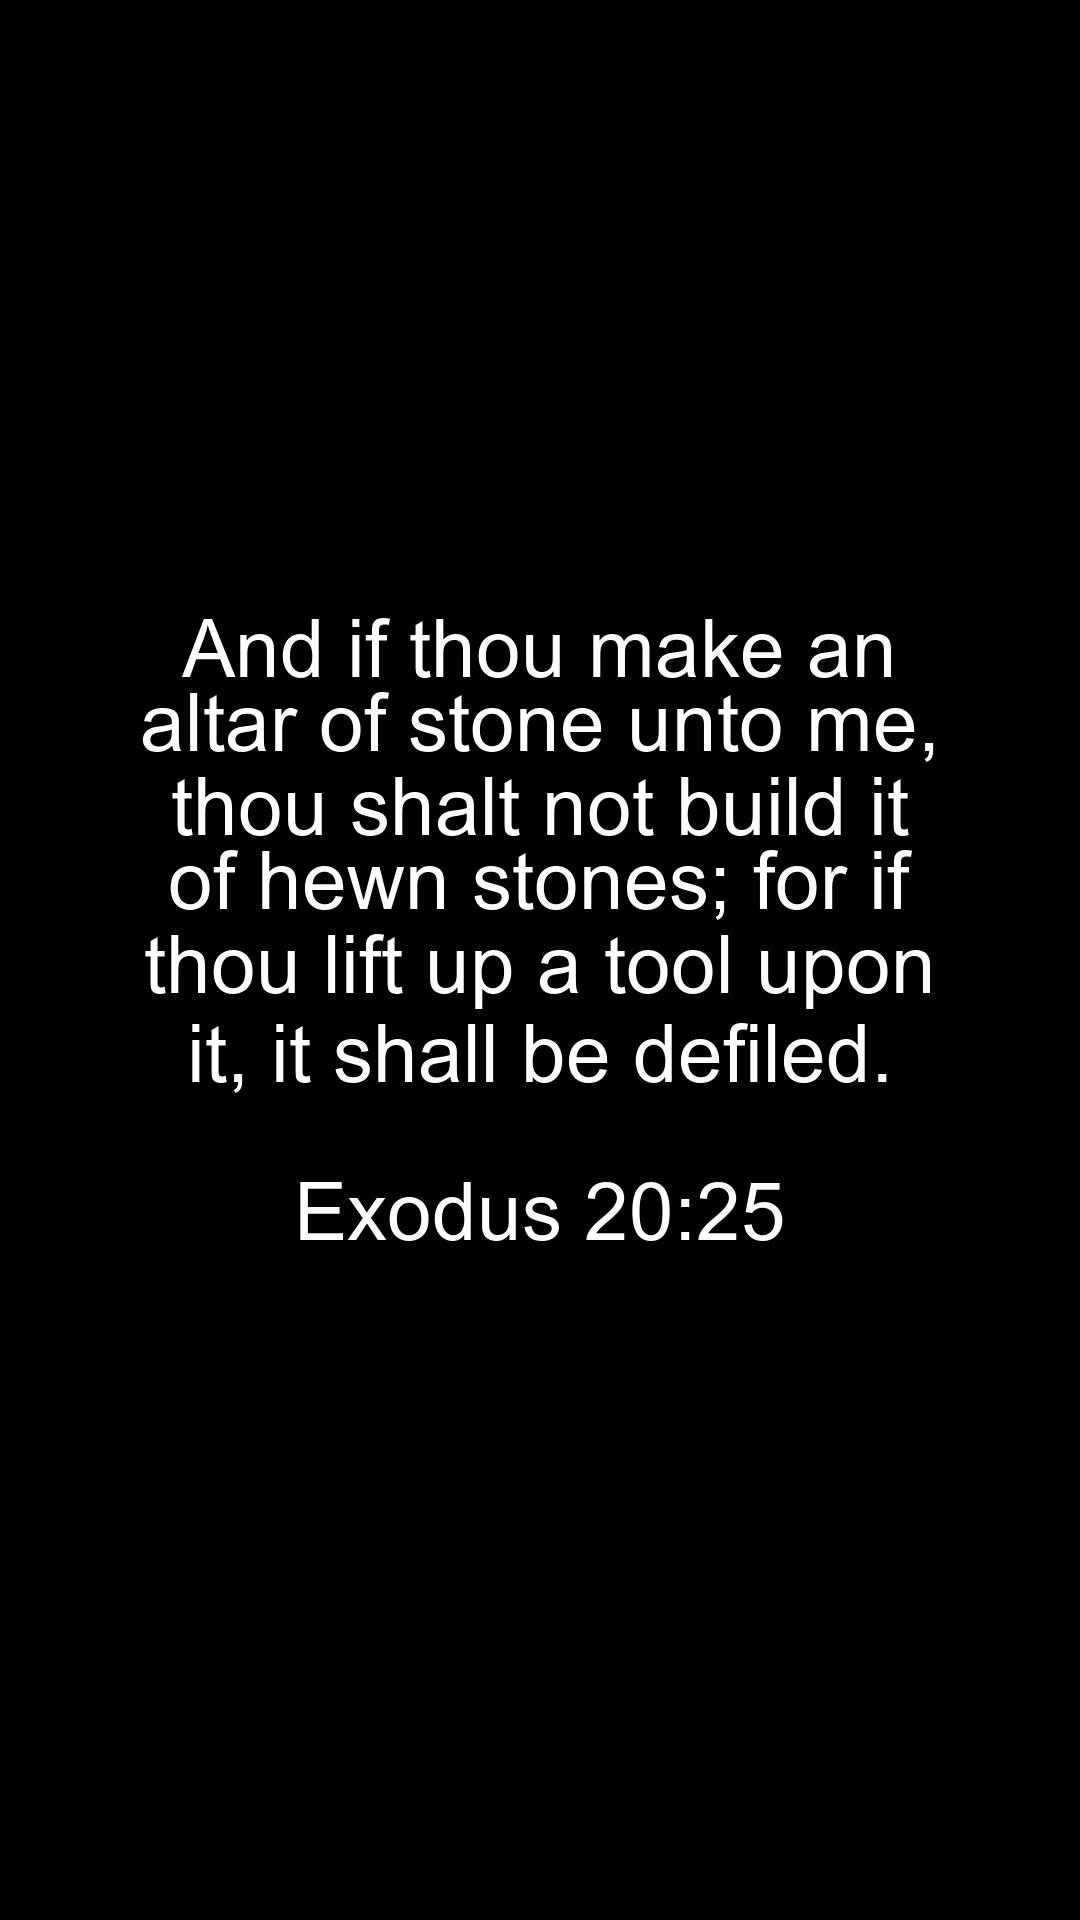 And if thou make an
altar of stone unto me,
thou shalt not build it
of hewn stones; for if
thou lift up a tool upon
it, it shall be defiled.
Exodus 20:25